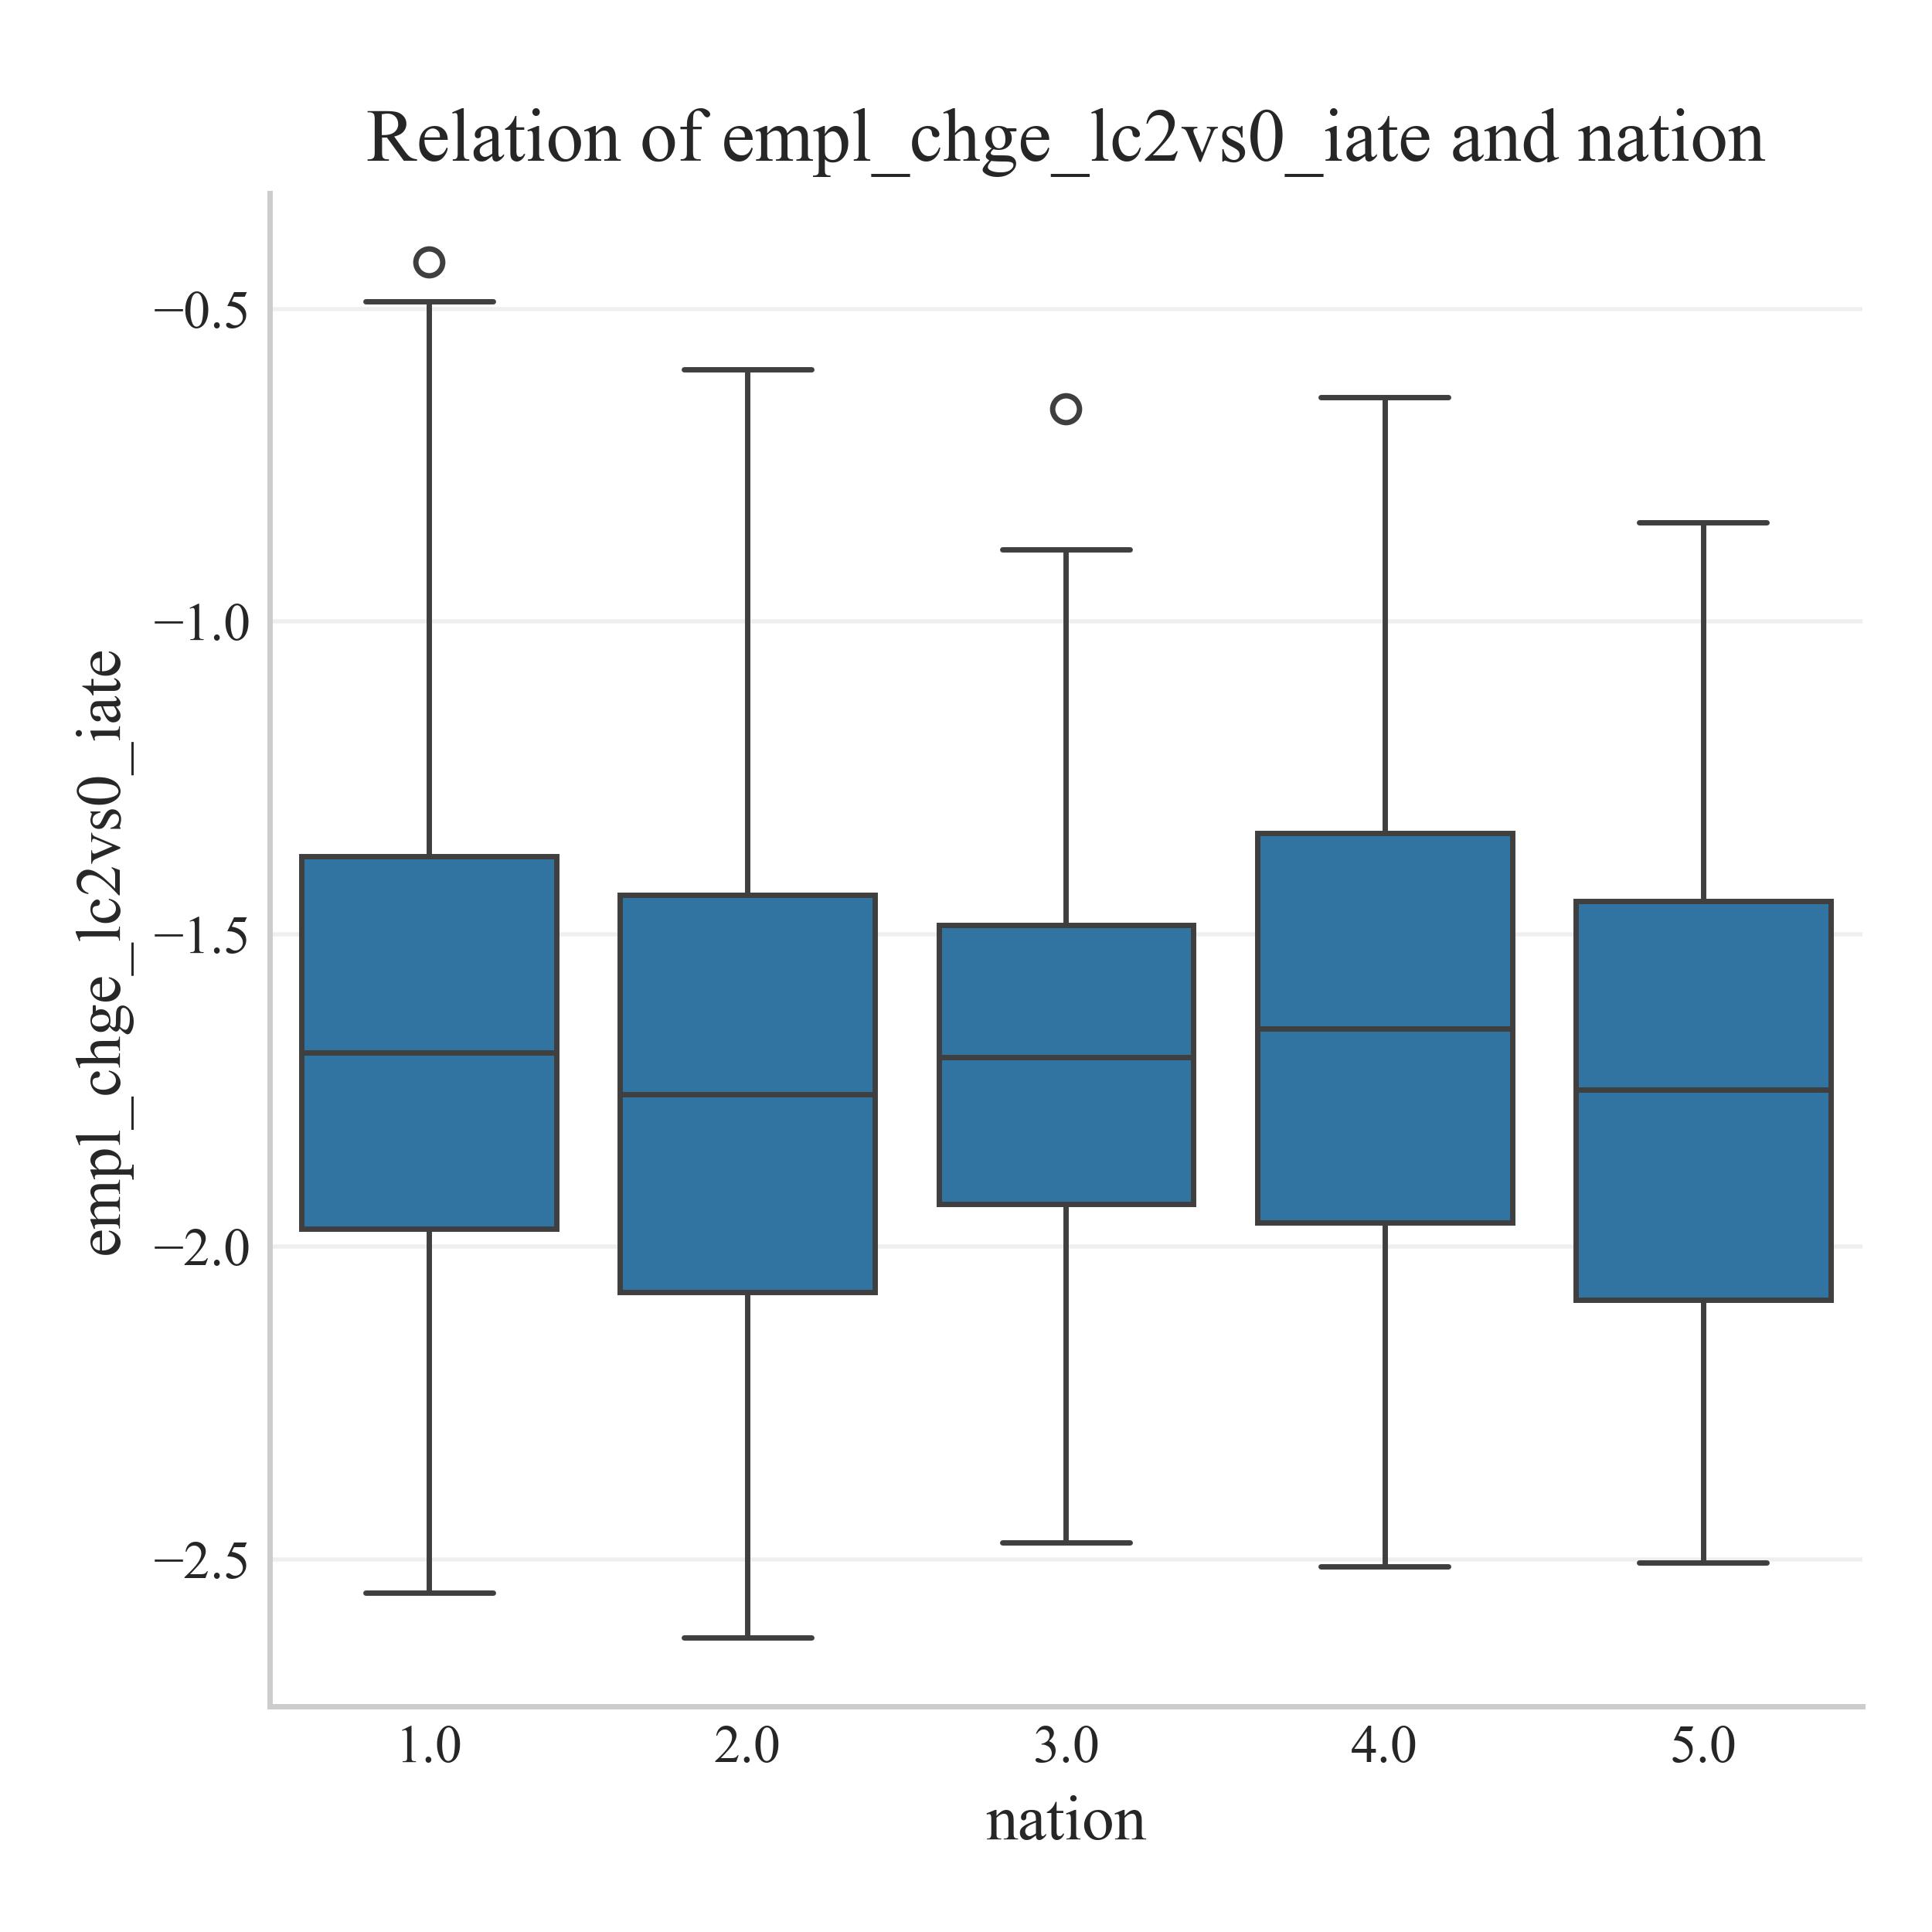 Relation of empl_chge_lc2vs0_iate and nation
empl_chge_lc2vs0_iate
−0.5
−1.0
−1.5
−2.0
−2.5
1.0 2.0 3.0 4.0 5.0
nation